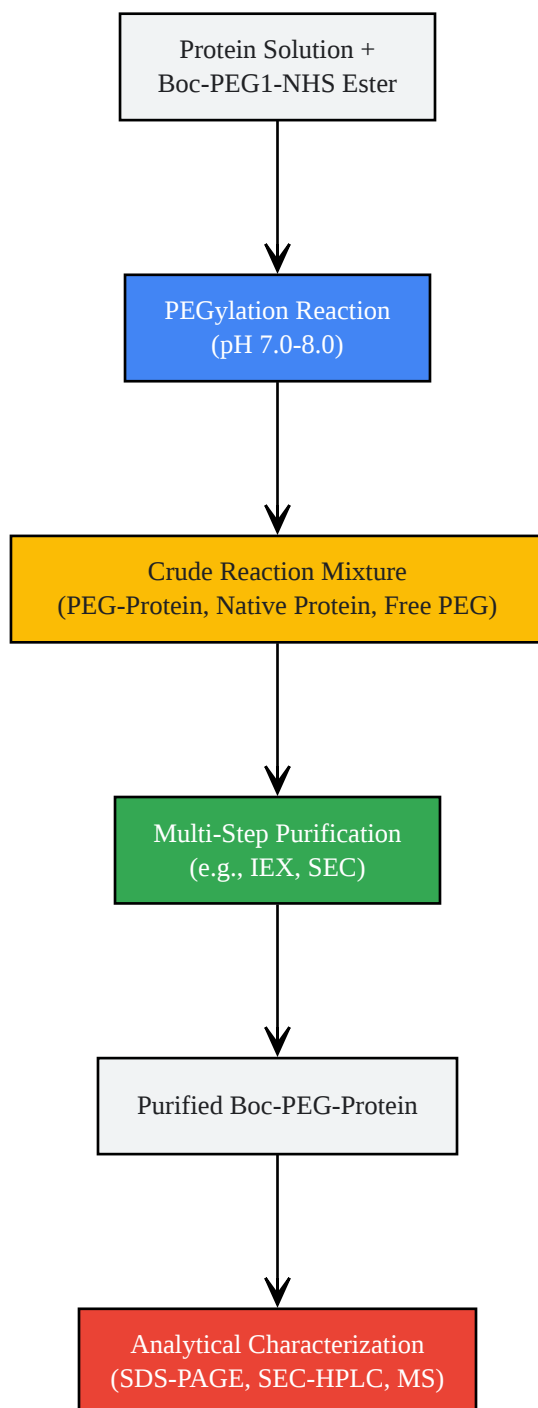 Protein Solution +
Boc-PEG1-NHS Ester
PEGylation Reaction
(pH 7.0-8.0)
Crude Reaction Mixture
(PEG-Protein, Native Protein, Free PEG)
Multi-Step Purification
(e.g., IEX, SEC)
Purified Boc-PEG-Protein
Analytical Characterization
(SDS-PAGE, SEC-HPLC, MS)